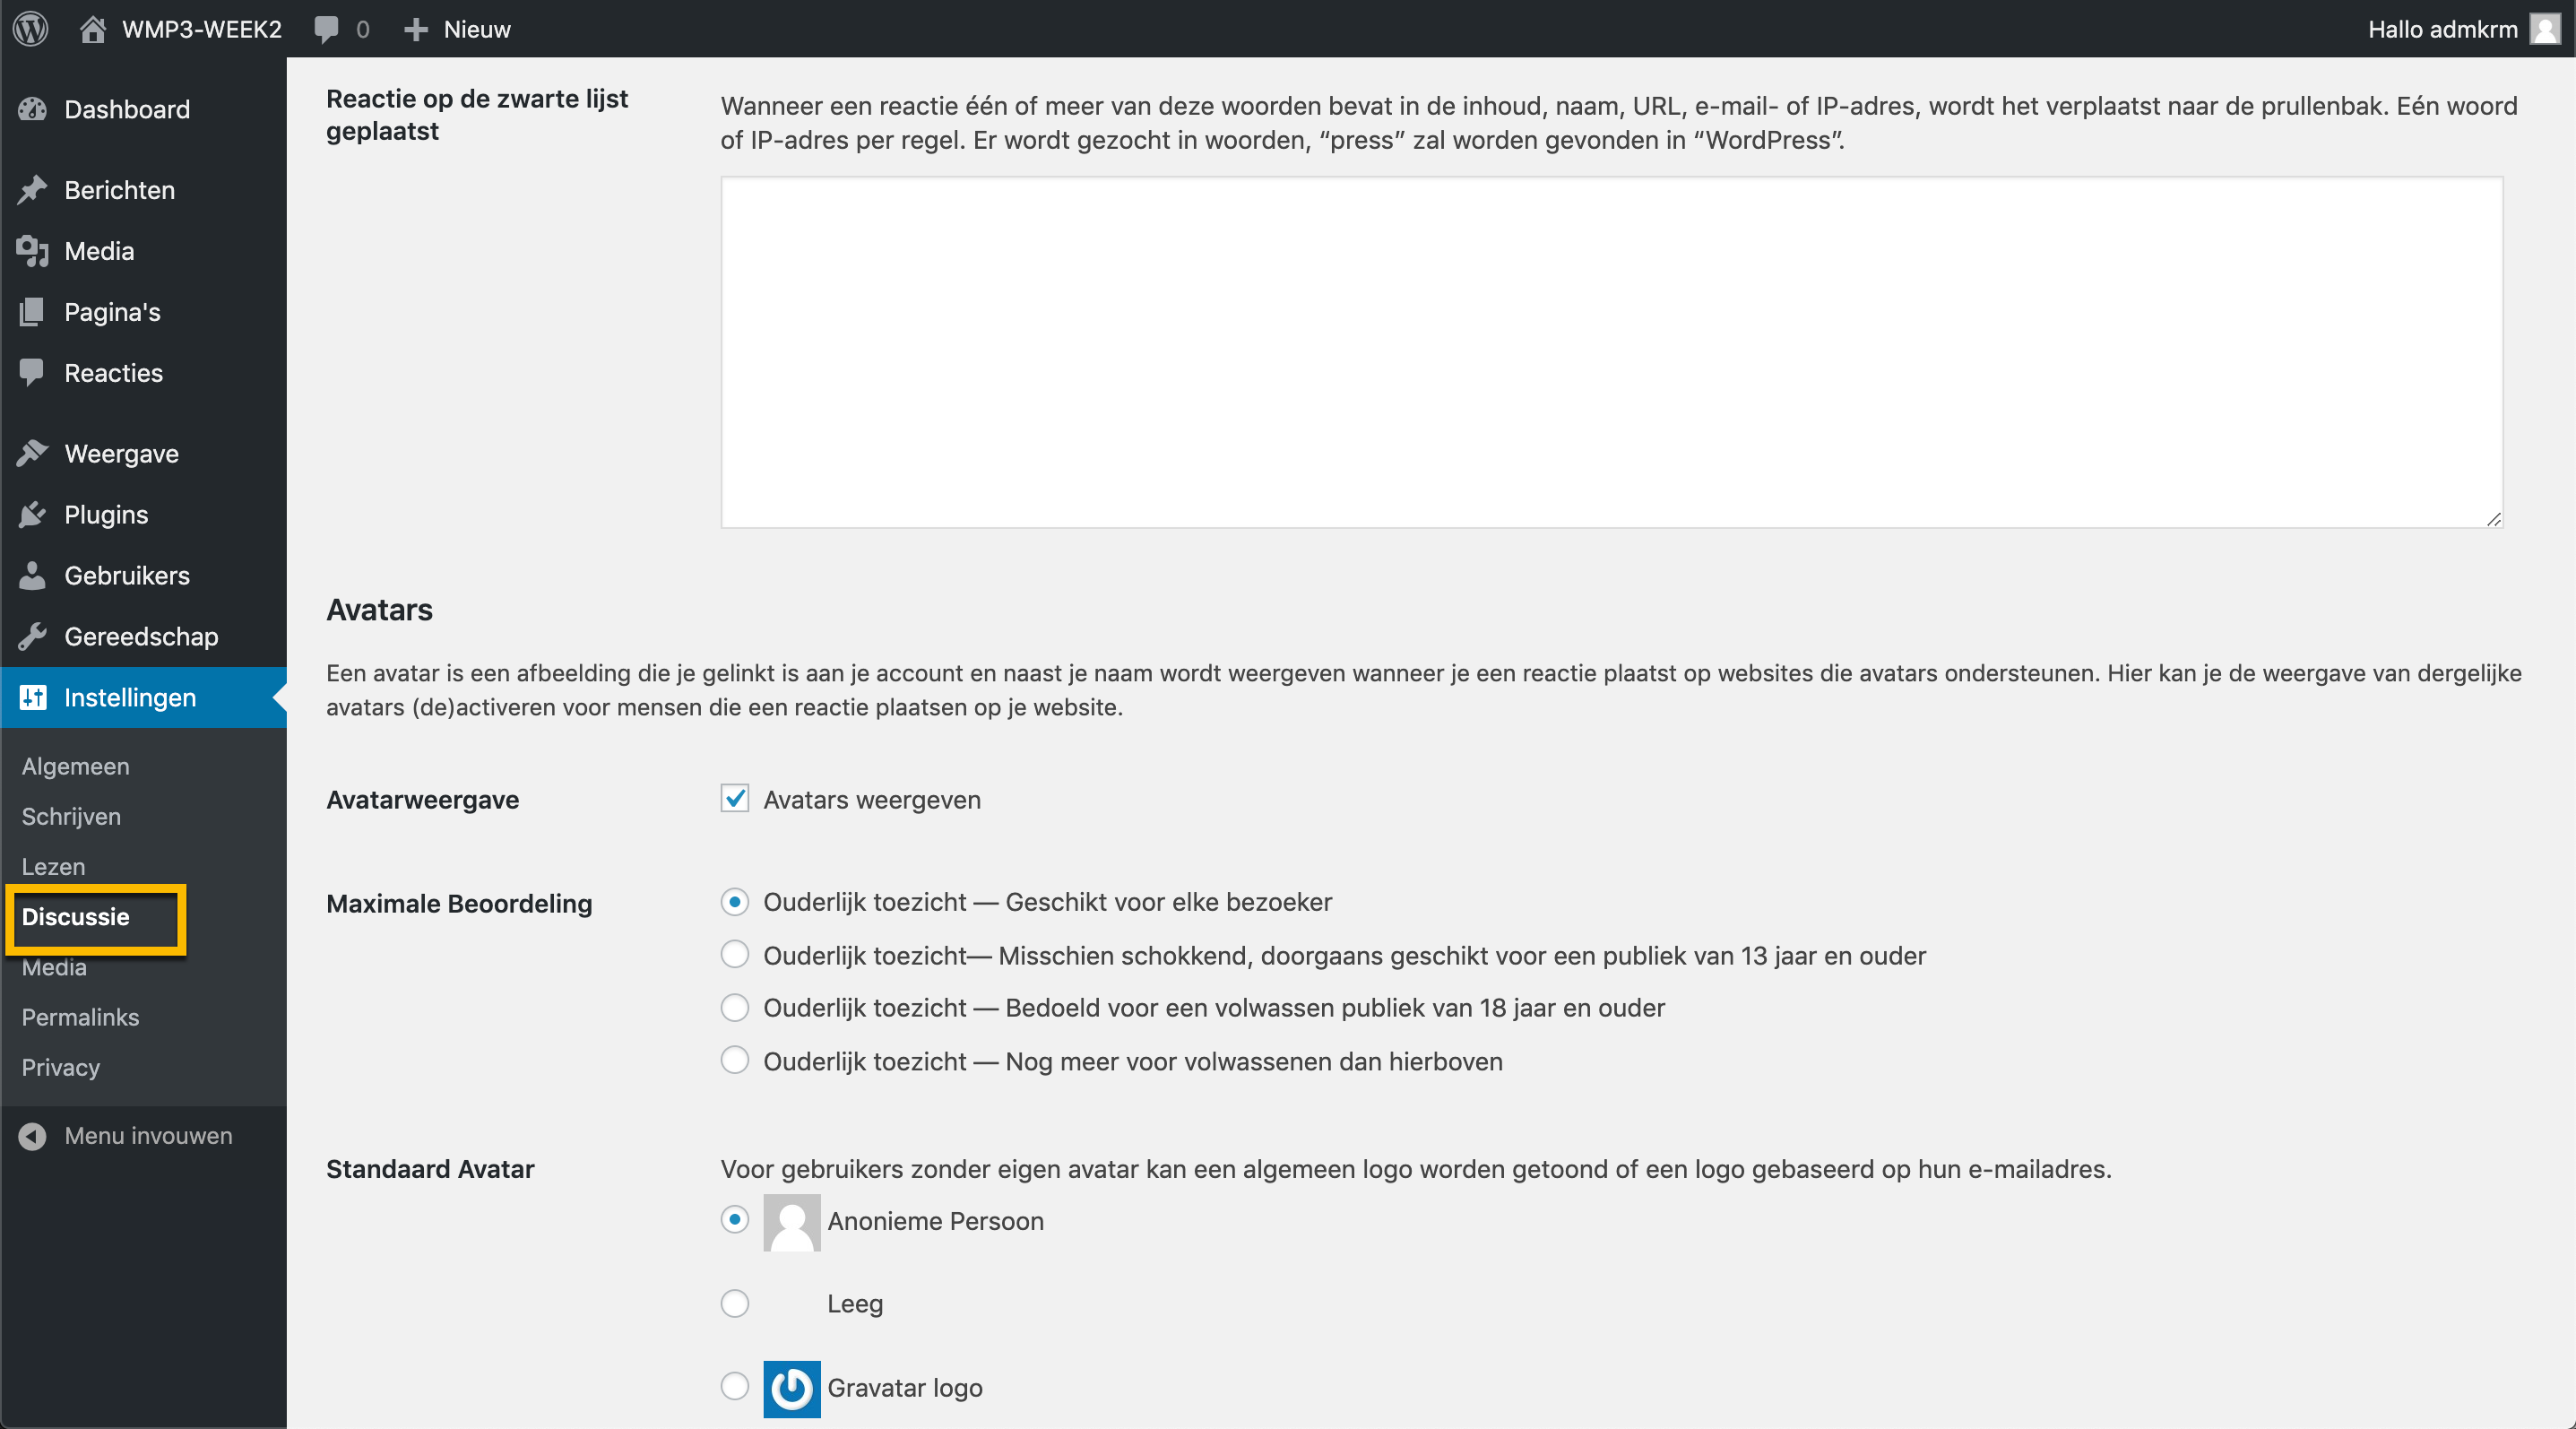 WMP3-WEEK2
0
Nieuw
Hallo admkrm
Dashboard
Berichten
Media
Pagina's
Reacties
Weergave
Plugins
Gebruikers
Gereedschap
Instellingen
Algemeen
Schrijven
Lezen
Discussie
Media
Permalinks
Privacy
Menu invouwen
Reactie op de zwarte lijst
geplaatst
Wanneer een reactie één of meer van deze woorden bevat in de inhoud, naam, URL, e-mail- of IP-adres, wordt het verplaatst naar de prullenbak. Eén woord
of IP-adres per regel. Er wordt gezocht in woorden, “press” zal worden gevonden in “WordPress”.
Avatars
Een avatar is een afbeelding die je gelinkt is aan je account en naast je naam wordt weergeven wanneer je een reactie plaatst op websites die avatars ondersteunen. Hier kan je de weergave van dergelijke
avatars (de)activeren voor mensen die een reactie plaatsen op je website.
Avatarweergave
Avatars weergeven
Maximale Beoordeling
Ouderlijk toezicht — Geschikt voor elke bezoeker
Ouderlijk toezicht— Misschien schokkend, doorgaans geschikt voor een publiek van 13 jaar en ouder
Ouderlijk toezicht — Bedoeld voor een volwassen publiek van 18 jaar en ouder
Ouderlijk toezicht — Nog meer voor volwassenen dan hierboven
Standaard Avatar
Voor gebruikers zonder eigen avatar kan een algemeen logo worden getoond of een logo gebaseerd op hun e-mailadres.
Anonieme Persoon
Leeg
Gravatar logo